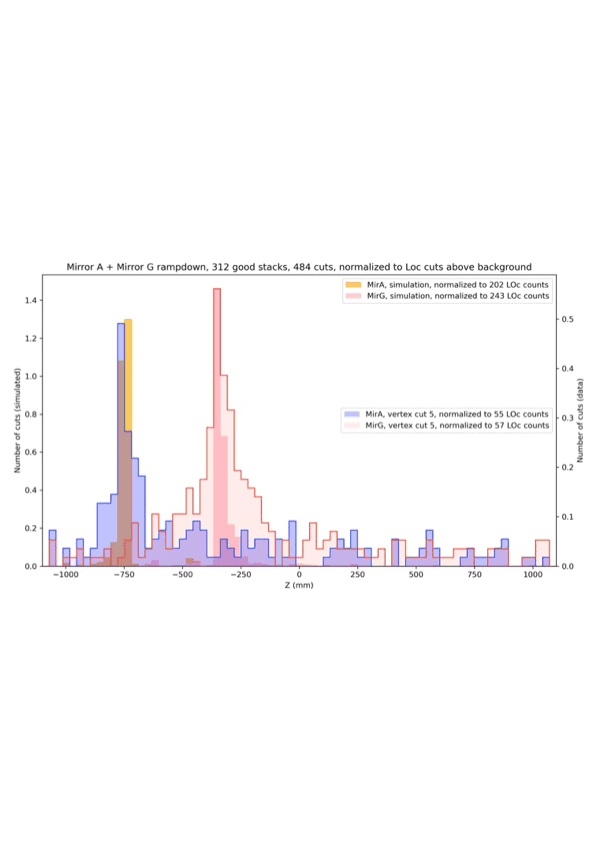 Mirror A + Mirror G rampdown, 312 good stacks, 484 cuts, normalized to Loc cuts above background
MirA, simulation, normalized to 202 LOc counts
MirG, simulation, normalized to 243 LOc counts
MirA, vertex cut 5, normalized to 55 LOc counts
MirG, vertex cut 5, normalized to 57 LOc counts
Number of cuts (simulated)
1.4
1.2
1.0
0.8
0.6
0.4
0.2
0.0
Number of cuts (data)
0.5
0.4
0.3
0.2
0.1
0.0
−1000 −750 −500 −250 0 250 500 750 1000
Z (mm)